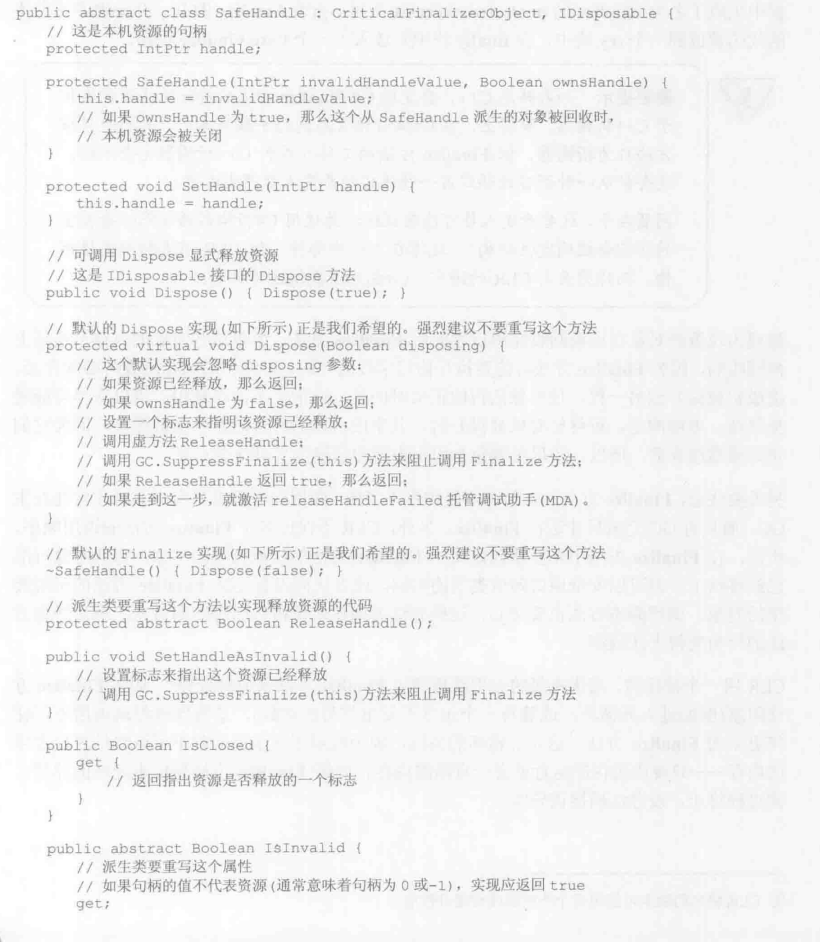 public abstract class SafeHandle : CriticalFinalizerObject, IDisposable {
// 这是本机资源的句柄
protected IntPtr handle;
protected SafeHandle(IntPtr invalidHandleValue, Boolean ownsHandle) {
this.handle = invalidHandleValue;
// 如果 ownsHandle 为 true，那么这个从 SafeHandle 派生的对象被回收时，
// 本机资源会被关闭
}
protected void SetHandle(IntPtr handle) {
this.handle = handle;
}
// 可调用 Dispose 显式释放资源
// 这是 IDisposable 接口的 Dispose 方法
public void Dispose() { Dispose(true); }
// 默认的 Dispose 实现(如下所示)正是我们希望的。强烈建议不要重写这个方法
protected virtual void Dispose(Boolean disposing) {
// 这个默认实现会忽略 disposing 参数；
// 如果资源已经释放，那么返回；
// 如果 ownsHandle 为 false，那么返回；
// 设置一个标志来指明该资源已经释放；
// 调用虚方法 ReleaseHandle；
// 调用 GC.SuppressFinalize(this)方法来阻止调用 Finalize 方法；
// 如果 ReleaseHandle 返回 true，那么返回；
// 如果走到这一步，就激活 releaseHandleFailed 托管调试助手(MDA)。
}
// 默认的 Finalize 实现(如下所示)正是我们希望的。强烈建议不要重写这个方法
~SafeHandle() { Dispose(false); }
// 派生类要重写这个方法以实现释放资源的代码
protected abstract Boolean ReleaseHandle();
public void SetHandleAsInvalid() {
// 设置标志来指出这个资源已经释放
// 调用 GC.SuppressFinalize(this)方法来阻止调用 Finalize 方法
}
public Boolean IsClosed {
get {
// 返回指出资源是否释放的一个标志
}
}
public abstract Boolean IsInvalid {
// 派生类要重写这个属性
// 如果句柄的值不代表资源(通常意味着句柄为 0 或-1)，实现应返回 true
get;